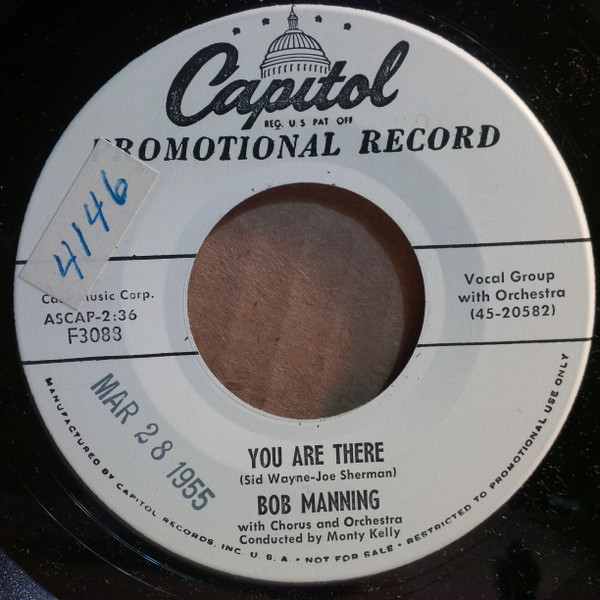 Capitol
REG. U.S. PAT. OFF.
PROMOTIONAL RECORD
4146
Music Corp.
ASCAP-2:36
F3083
Vocal Group
with Orchestra
(45-20582)
MAR 28 1955
YOU ARE THERE
(Sid Wayne-Joe Sherman)
BOB MANNING
with Chorus and Orchestra
Conducted by Monty Kelly
MANUFACTURED BY CAPITOL RECORDS, INC. U. S. A. • NOT FOR SALE • RESTRICTED TO PROMOTIONAL USE ONLY